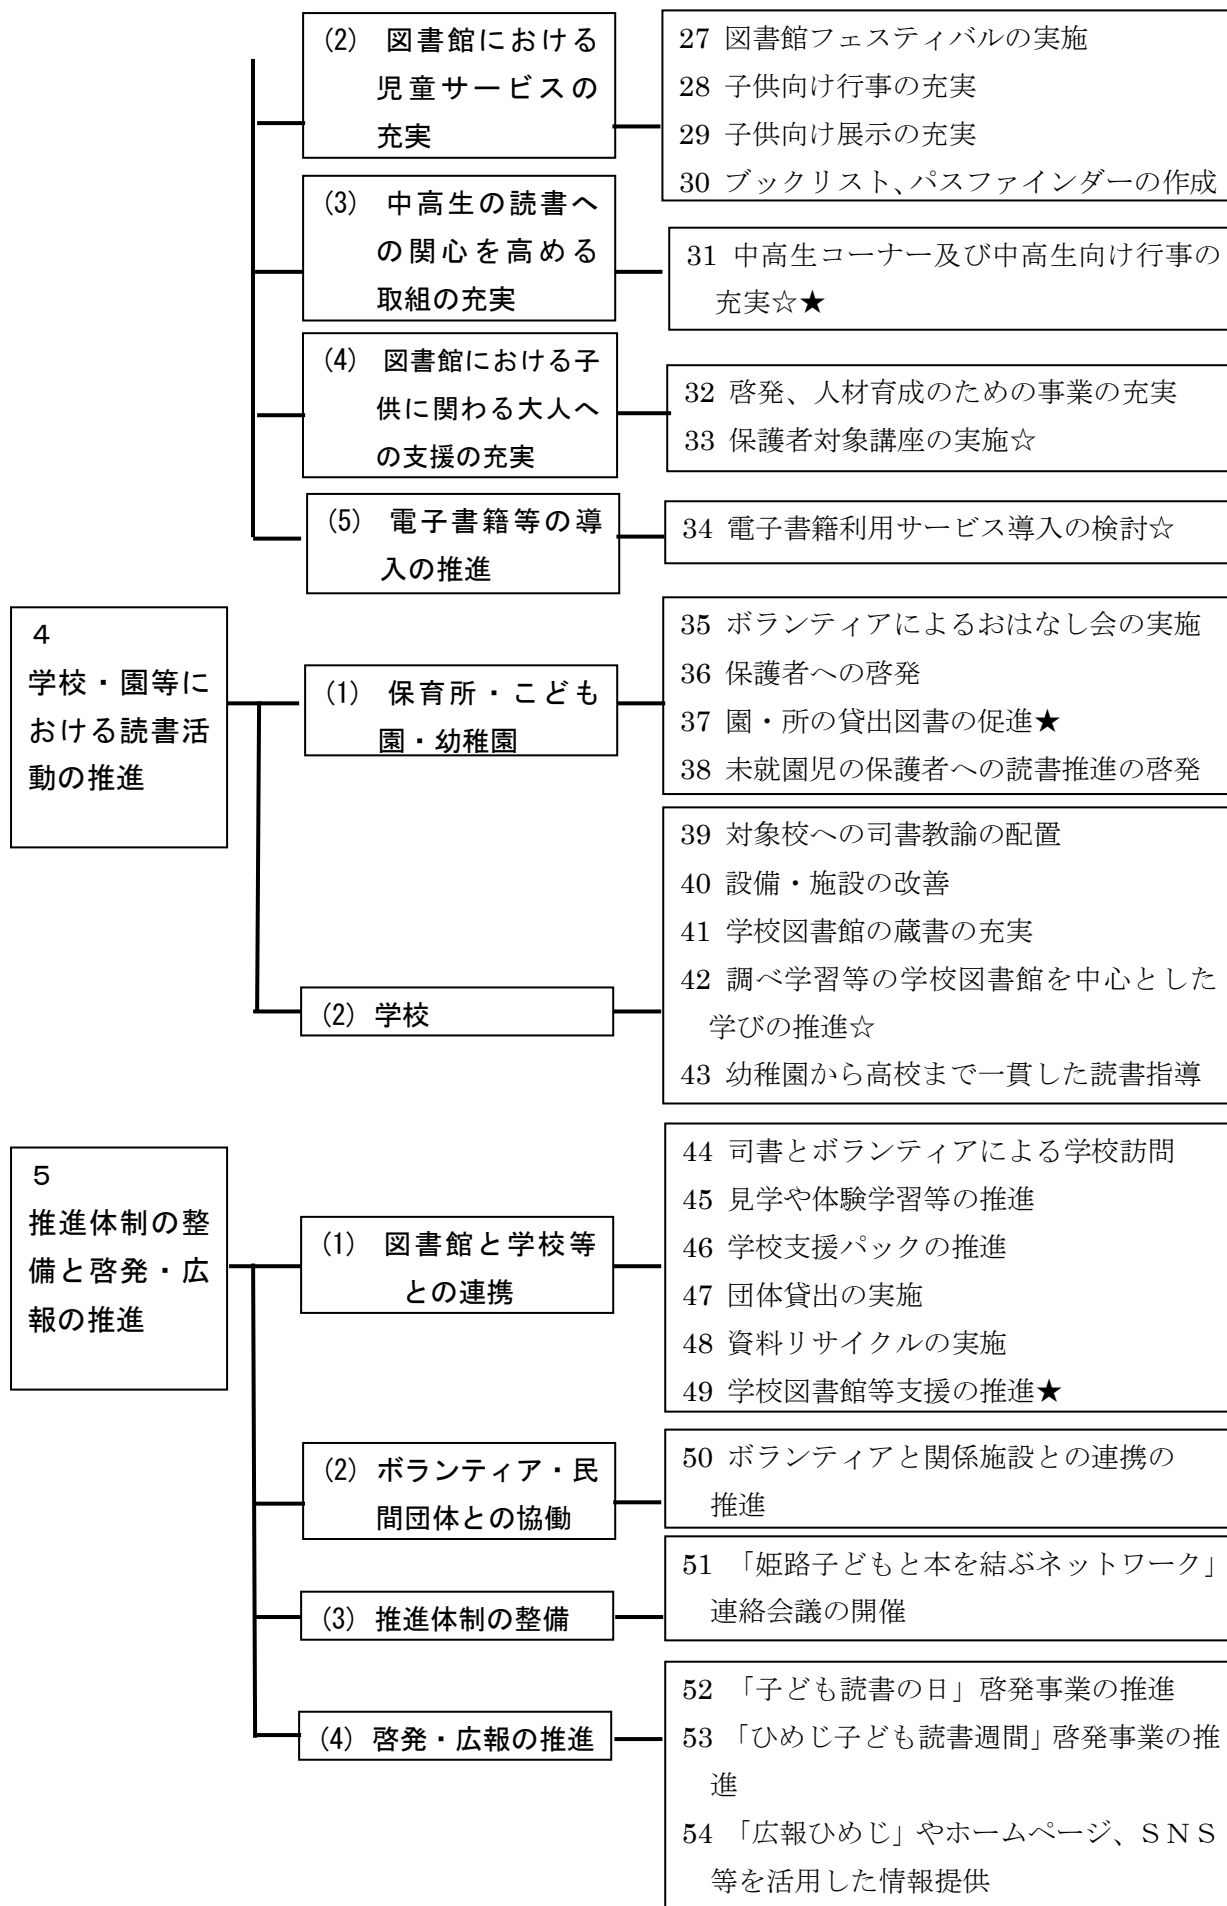 (2) 図書館における
児童サービスの
充実
27 図書館フェスティバルの実施
28 子供向け行事の充実
29 子供向け展示の充実
30 ブックリスト、パスファインダーの作成
(3) 中高生の読書へ
の関心を高める
取組の充実
31 中高生コーナー及び中高生向け行事の
充実☆★
(4) 図書館における子
供に関わる大人へ
の支援の充実
32 啓発、人材育成のための事業の充実
33 保護者対象講座の実施☆
(5) 電子書籍等の導
入の推進
34 電子書籍利用サービス導入の検討☆
4
学校・園等に
おける読書活
動の推進
(1) 保育所・こども
園・幼稚園
35 ボランティアによるおはなし会の実施
36 保護者への啓発
37 園・所の貸出図書の促進★
38 未就園児の保護者への読書推進の啓発
(2) 学校
39 対象校への司書教諭の配置
40 設備・施設の改善
41 学校図書館の蔵書の充実
42 調べ学習等の学校図書館を中心とした
学びの推進☆
43 幼稚園から高校まで一貫した読書指導
5
推進体制の整
備と啓発・広
報の推進
(1) 図書館と学校等
との連携
44 司書とボランティアによる学校訪問
45 見学や体験学習等の推進
46 学校支援パックの推進
47 団体貸出の実施
48 資料リサイクルの実施
49 学校図書館等支援の推進★
(2) ボランティア・民
間団体との協働
50 ボランティアと関係施設との連携の
推進
(3) 推進体制の整備
51 「姫路子どもと本を結ぶネットワーク」
連絡会議の開催
(4) 啓発・広報の推進
52 「子ども読書の日」啓発事業の推進
53 「ひめじ子ども読書週間」啓発事業の推
進
54 「広報ひめじ」やホームページ、ＳＮＳ
等を活用した情報提供